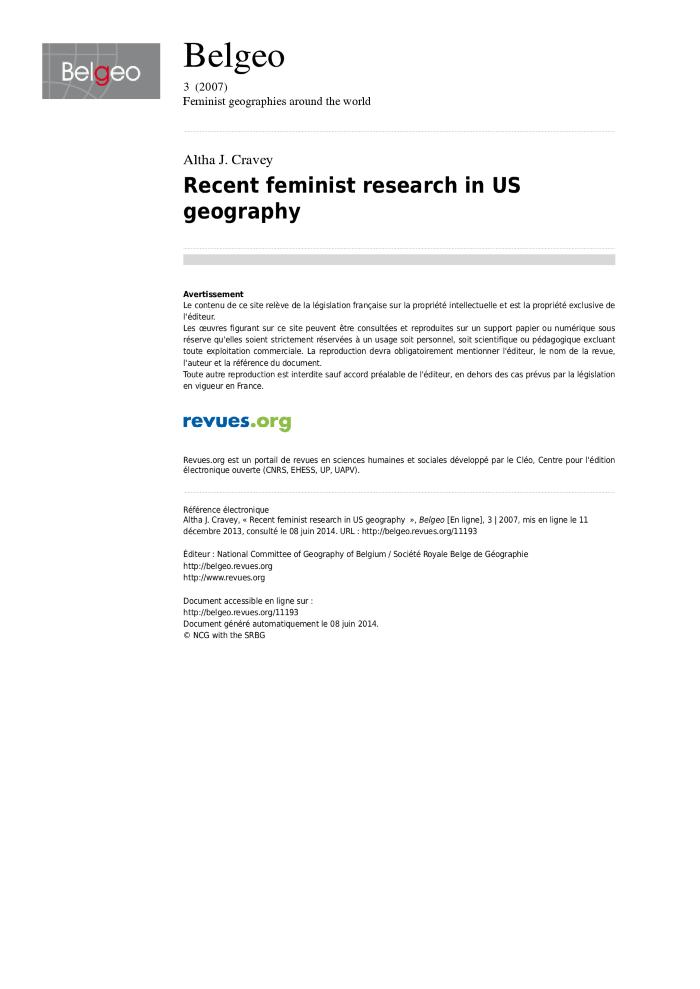 Belgeo
Belgeo
3 (2007)
Feminist geographies around the world
Altha J. Cravey
Recent feminist research in US
geography
Avertissement
Le contenu de ce site relève de la législation française sur la propriété intellectuelle et est la propriété exclusive de
l'éditeur.
Les œuvres figurant sur ce site peuvent être consultées et reproduites sur un support papier ou numérique sous
réserve qu'elles soient strictement réservées à un usage soit personnel, soit scientifique ou pédagogique excluant
toute exploitation commerciale. La reproduction devra obligatoirement mentionner l'éditeur, le nom de la revue,
l'auteur et la référence du document.
Toute autre reproduction est interdite sauf accord préalable de l'éditeur, en dehors des cas prévus par la législation
en vigueur en France.
revues.org
Revues.org est un portail de revues en sciences humaines et sociales développé par le Cléo, Centre pour l'édition
électronique ouverte (CNRS, EHESS, UP, UAPV).
Référence électronique
Altha J. Cravey, « Recent feminist research in US geography », Belgeo [En ligne], 3 | 2007, mis en ligne le 11
décembre 2013, consulté le 08 juin 2014. URL : http://belgeo.revues.org/11193
Éditeur : National Committee of Geography of Belgium / Société Royale Belge de Géographie
http://belgeo.revues.org
http://www.revues.org
Document accessible en ligne sur :
http://belgeo.revues.org/11193
Document généré automatiquement le 08 juin 2014.
© NCG with the SRBG